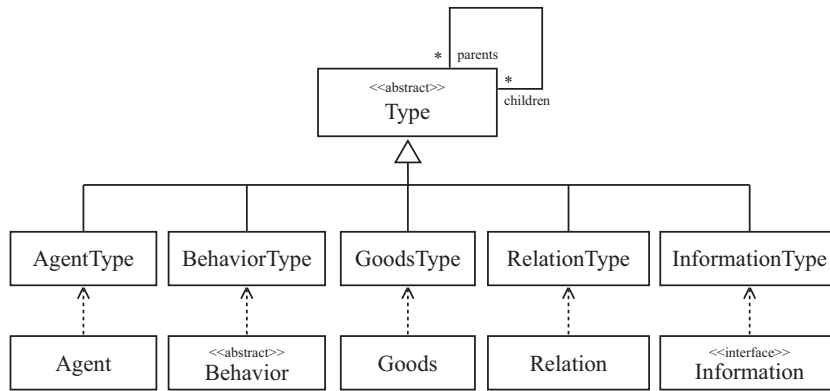 * parents
<<abstract>> *
Type children
AgentType BehaviorType GoodsType RelationType InformationType
<<abstract>> <<interface>>
Agent Behavior Goods Relation Information